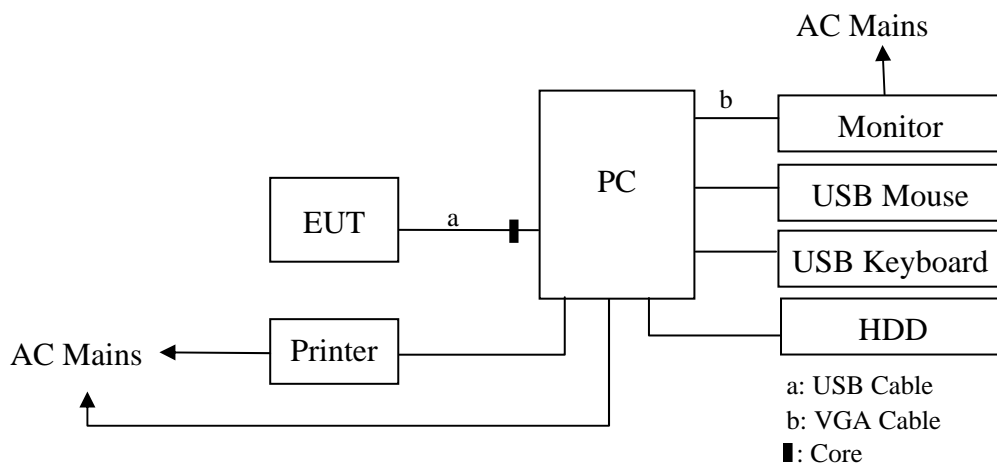 AC Mains
b
Monitor
PC
USB Mouse
EUT
a
USB Keyboard
HDD
Printer
AC Mains
a: USB Cable
b: VGA Cable
: Core